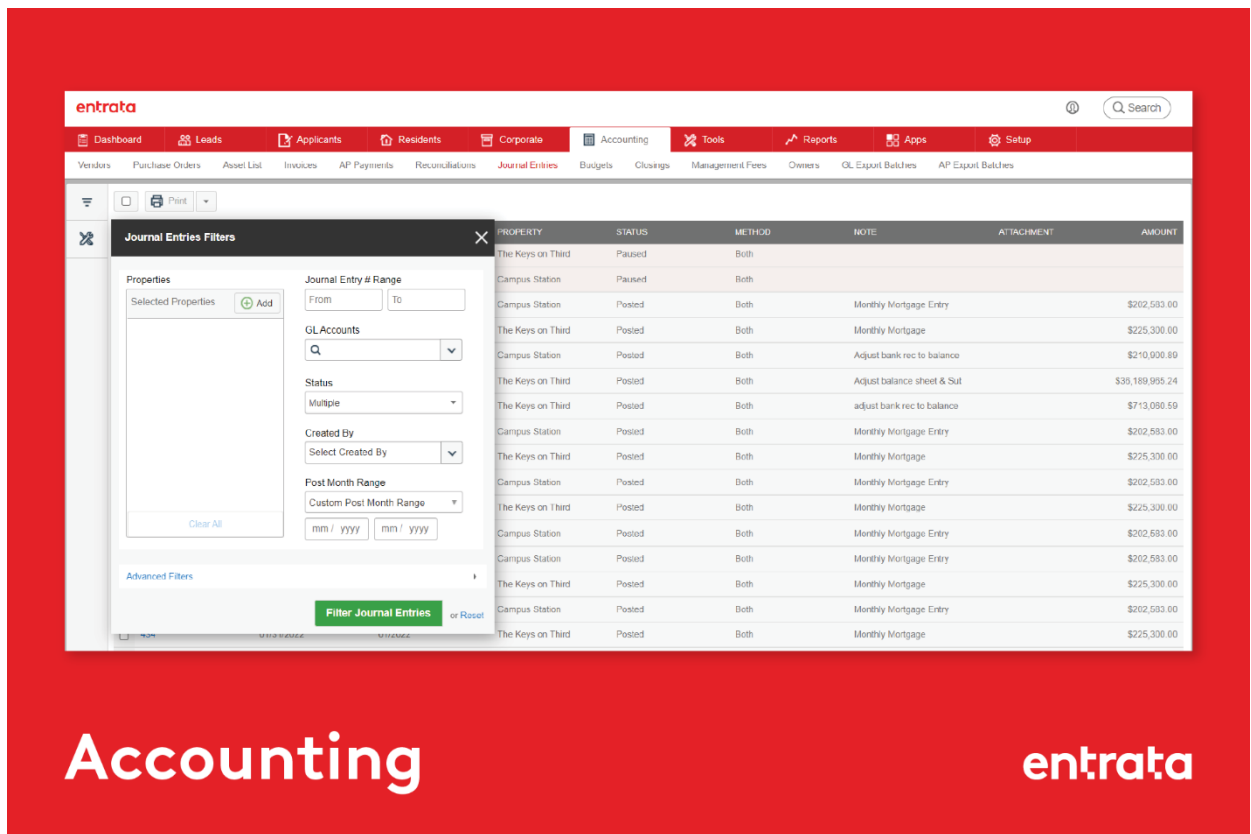 entrata
Search
Dashboard Leads Applicants Residents Corporate Accounting Tools Reports Apps Setup
Vendors Purchase Orders Asset List Invoices AP Payments Reconciliations Journal Entries Budgets Closings Management Fees Owners GL Export Batches AP Export Batches
Print
Journal Entries Filters
Properties
Selected Properties Add
Clear All
Journal Entry # Range
From To
GL Accounts
Status
Multiple
Created By
Select Created By
Post Month Range
Custom Post Month Range
mm / yyyy mm / yyyy
Advanced Filters
Filter Journal Entries or Reset
PROPERTY STATUS METHOD NOTE ATTACHMENT AMOUNT
The Keys on Third Paused Both
Campus Station Paused Both
Campus Station Posted Both Monthly Mortgage Entry $202,583.00
The Keys on Third Posted Both Monthly Mortgage $225,300.00
Campus Station Posted Both Adjust bank rec to balance $210,900.89
The Keys on Third Posted Both Adjust balance sheet & Sut
The Keys on Third Posted Both adjust bank rec to balance $713,060.59
Campus Station Posted Both Monthly Mortgage Entry $202,583.00
The Keys on Third Posted Both Monthly Mortgage $225,300.00
Campus Station Posted Both Monthly Mortgage Entry $202,583.00
The Keys on Third Posted Both Monthly Mortgage $225,300.00
Campus Station Posted Both Monthly Mortgage Entry $202,583.00
Campus Station Posted Both Monthly Mortgage Entry $202,583.00
The Keys on Third Posted Both Monthly Mortgage $225,300.00
Campus Station Posted Both Monthly Mortgage Entry $202,583.00
434 01/31/2022 01/2022 The Keys on Third Posted Both Monthly Mortgage $225,300.00
Accounting
entrata